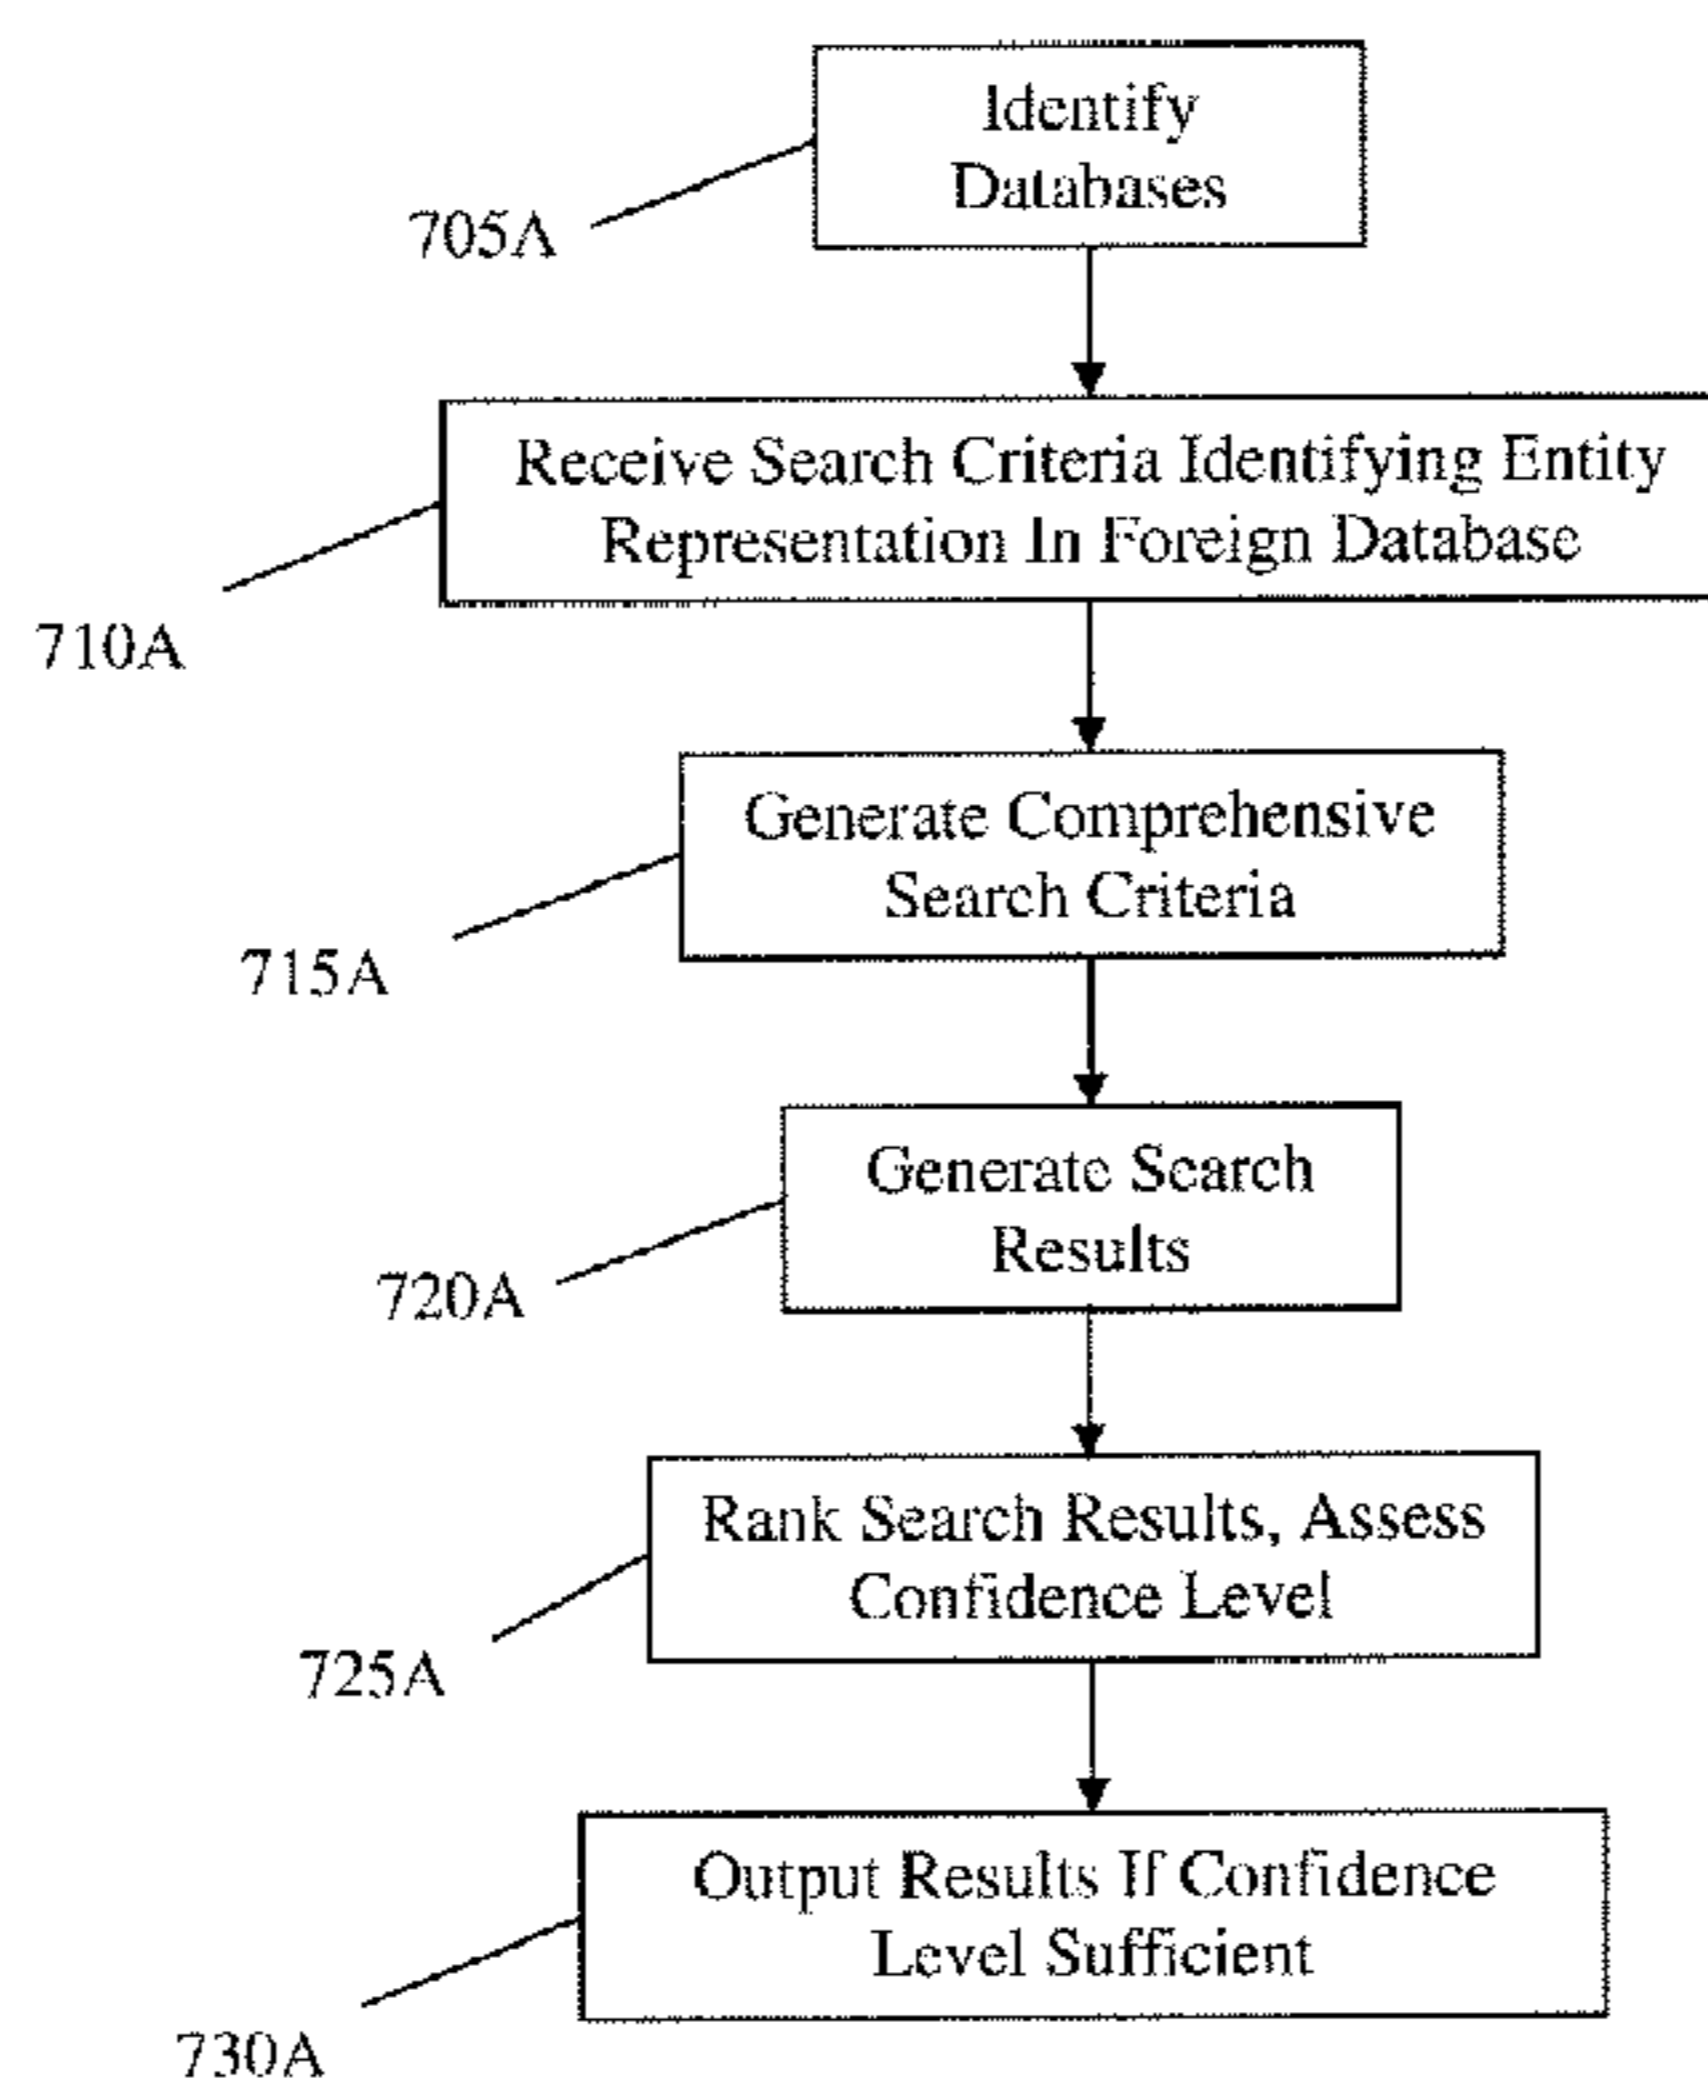 Identify
Databases
705A
Receive Search Criteria Identifying Entity
Representation In Foreign Database
710A
Generate Comprehensive
Search Criteria
715A
Generate Search
Results
720A
Rank Search Results, Assess
Confidence Level
725A
Output Results If Confidence
Level Sufficient
730A